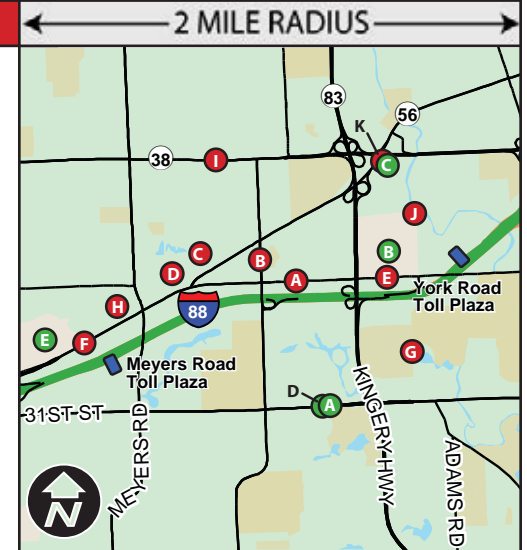 2 MILE RADIUS
83
56
K
38
I
C
J
C
B
B
D
A
E
York Road
Toll Plaza
H
88
E
F
G
Meyers Road
Toll Plaza
D
A
31ST ST
MEYERS RD
KINGERY HWY
ADAMS RD
N